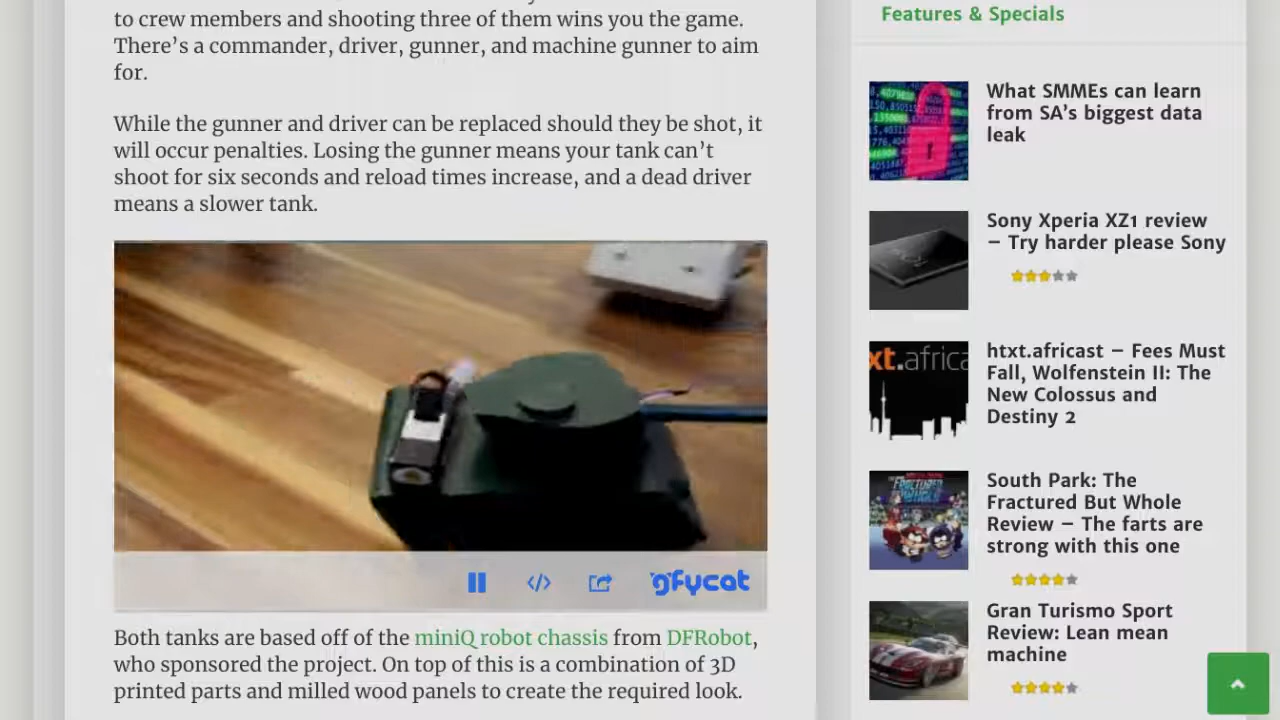 to crew members and shooting three of them wins you the game.
There's a commander, driver, gunner, and machine gunner to aim
for.
While the gunner and driver can be replaced should they be shot, it
will occur penalties. Losing the gunner means your tank can't
shoot for six seconds and reload times increase, and a dead driver
means a slower tank.
gfycat
Both tanks are based off of the miniQ robot chassis from DFRobot,
who sponsored the project. On top of this is a combination of 3D
printed parts and milled wood panels to create the required look.
Features & Specials
What SMMEs can learn
from SA's biggest data
leak
Sony Xperia XZ1 review
– Try harder please Sony
xt.africa
htxt.africast – Fees Must
Fall, Wolfenstein II: The
New Colossus and
Destiny 2
South Park: The
Fractured But Whole
Review – The farts are
strong with this one
Gran Turismo Sport
Review: Lean mean
machine